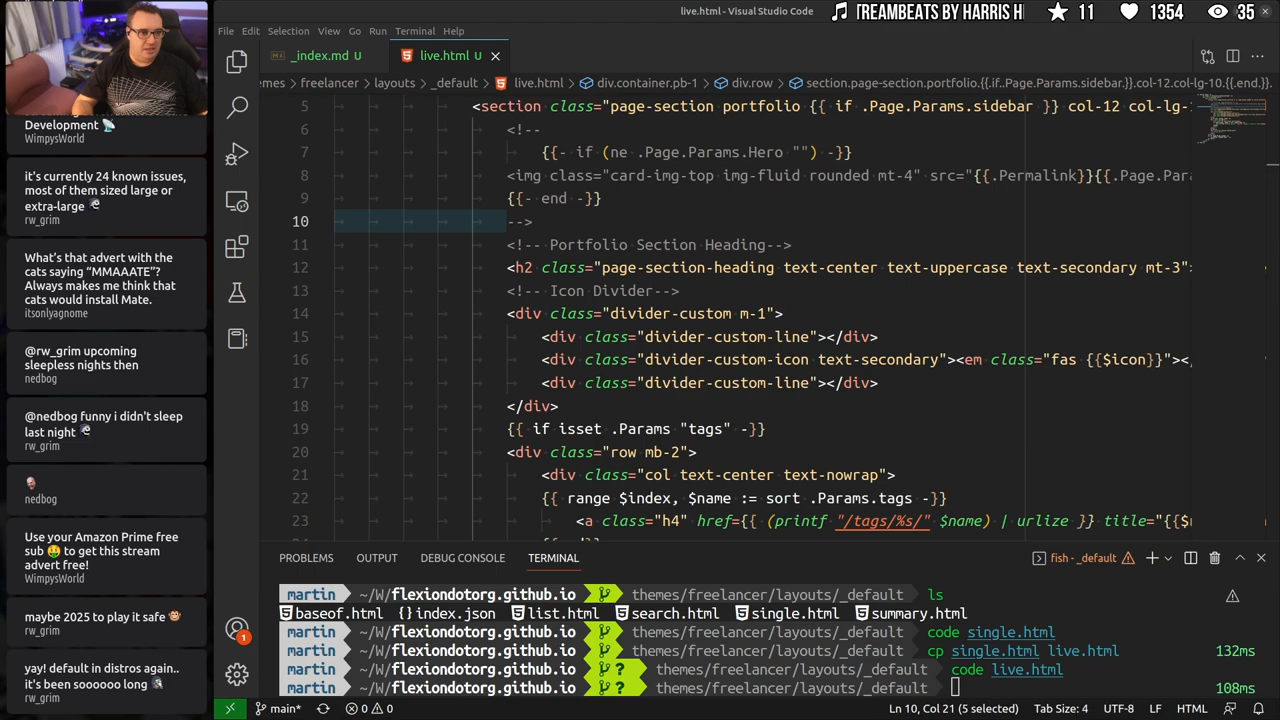 live.html - Visual Studio Code
TREAMBEATS BY HARRIS H
11
1354
35
File Edit Selection View Go Run Terminal Help
_index.md U
live.html U
emes > freelancer > layouts > _default > live.html > div.container.pb-1 > div.row > section.page-section.portfolio.{{.if..Page.Params.sidebar.}}.col-12.col-lg-10.{{.end.}}.
Development 📡
WimpysWorld
it's currently 24 known issues,
most of them sized large or
extra-large
rw_grim
What's that advert with the
cats saying “MMAAATE”?
Always makes me think that
cats would install Mate.
itsonlyagnome
@rw_grim upcoming
sleepless nights then
nedbog
@nedbog funny i didn't sleep
last night
rw_grim
nedbog
Use your Amazon Prime free
sub 🤑 to get this stream
advert free!
WimpysWorld
maybe 2025 to play it safe 🐵
rw_grim
yay! default in distros again..
it's been soooooo long
rw_grim
5 <section class="page-section portfolio {{ if .Page.Params.sidebar }} col-12 col-lg-1
6 <!--
7 {{- if (ne .Page.Params.Hero "") -}}
8 <img class="card-img-top img-fluid rounded mt-4" src="{{.Permalink}}{{.Page.Para
9 {{- end -}}
10 -->
11 <!-- Portfolio Section Heading-->
12 <h2 class="page-section-heading text-center text-uppercase text-secondary mt-3">
13 <!-- Icon Divider-->
14 <div class="divider-custom m-1">
15 <div class="divider-custom-line"></div>
16 <div class="divider-custom-icon text-secondary"><em class="fas {{$icon}}"></
17 <div class="divider-custom-line"></div>
18 </div>
19 {{ if isset .Params "tags" -}}
20 <div class="row mb-2">
21 <div class="col text-center text-nowrap">
22 {{ range $index, $name := sort .Params.tags -}}
23 <a class="h4" href={{ (printf "/tags/%s/" $name) | urlize }} title="{{$n
PROBLEMS OUTPUT DEBUG CONSOLE TERMINAL
fish - _default
martin ~/W/flexiondotorg.github.io themes/freelancer/layouts/_default ls
baseof.html index.json list.html search.html single.html summary.html
martin ~/W/flexiondotorg.github.io themes/freelancer/layouts/_default code single.html
martin ~/W/flexiondotorg.github.io themes/freelancer/layouts/_default cp single.html live.html 132ms
martin ~/W/flexiondotorg.github.io ? themes/freelancer/layouts/_default code live.html
martin ~/W/flexiondotorg.github.io ? themes/freelancer/layouts/_default 108ms
1
main* 0 0 Ln 10, Col 21 (5 selected) Tab Size: 4 UTF-8 LF HTML